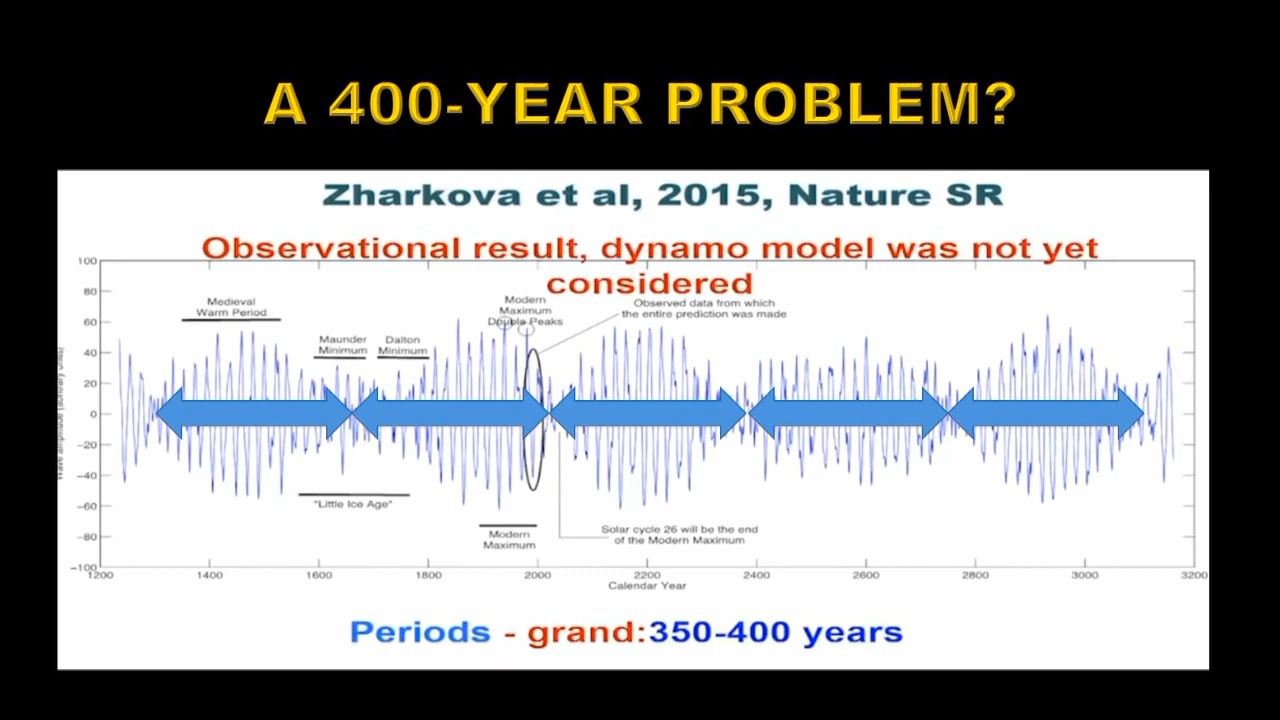 A 400-YEAR PROBLEM?
Zharkova et al, 2015, Nature SR
Observational result, dynamo model was not yet
considered
Medieval
Warm Period
Maunder
Minimum
Dalton
Minimum
Modern
Maximum
Double Peaks
Observed data from which
the entire prediction was made
100
80
60
40
20
0
-20
-40
-60
-80
-100
Wave amplitude (arbitrary units)
"Little Ice Age"
Modern
Maximum
Solar cycle 26 will be the end
of the Modern Maximum
1200 1400 1600 1800 2000 2200 2400 2600 2800 3000 3200
Calendar Year
Periods - grand:350-400 years